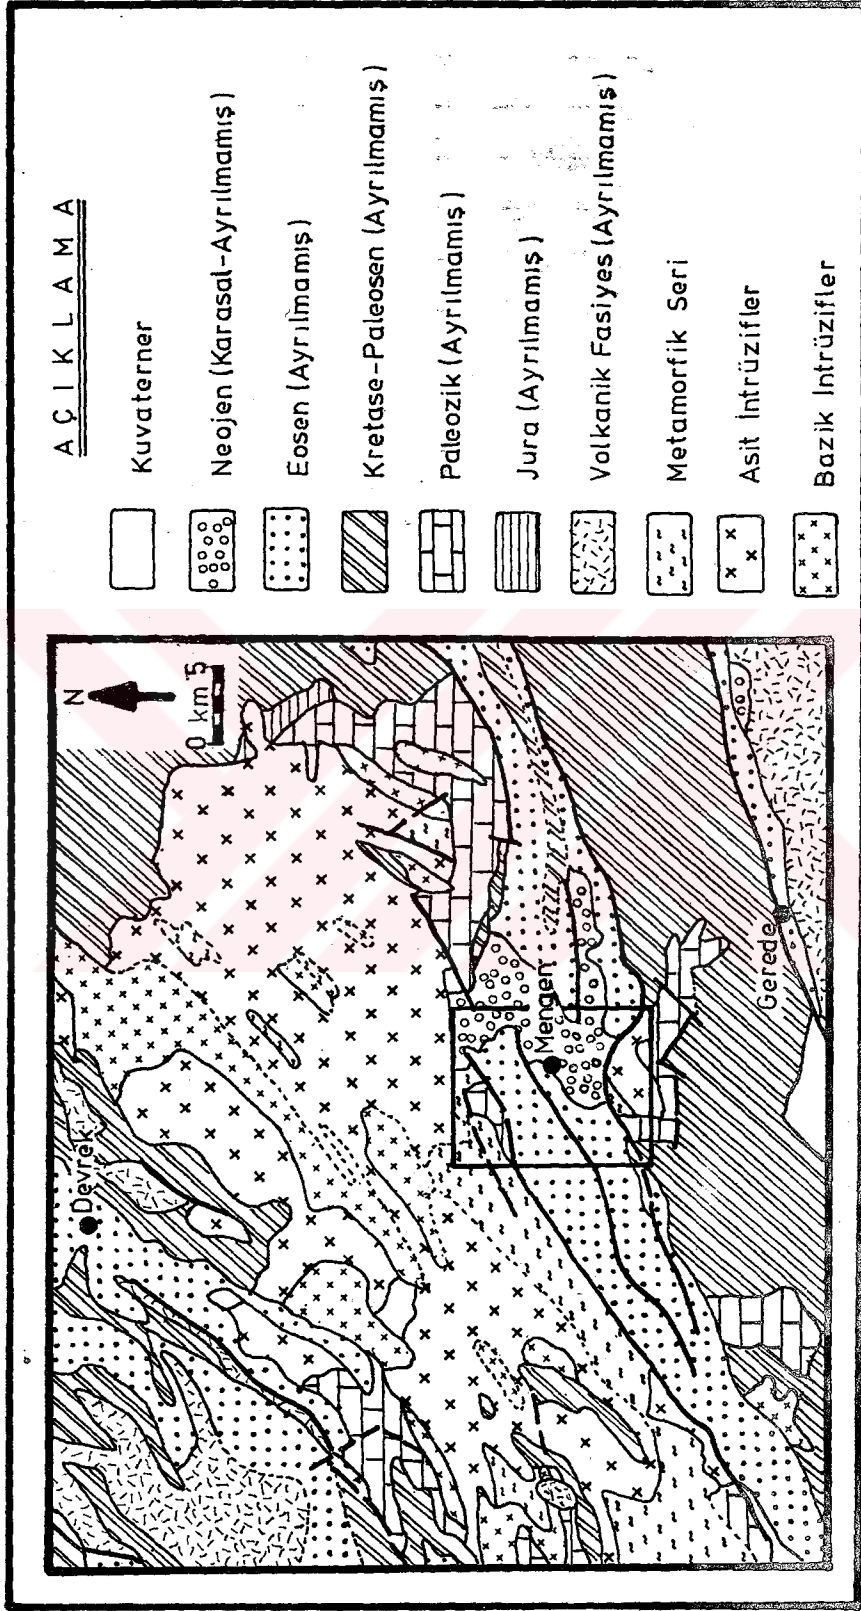 AÇIKLAMA
Kuvaterner
Neojen (Karasal-Ayrılmamış)
Eosen (Ayrılmamış)
Kretase-Paleosen (Ayrılmamış)
Paleozik (Ayrılmamış)
Jura (Ayrılmamış)
Volkanik Fasiyes (Ayrılmamış)
Metamorfik Seri
Asit İntrüzifler
Bazik İntrüzifler
N
0 km 5
Devrek
Mengen
Gerede